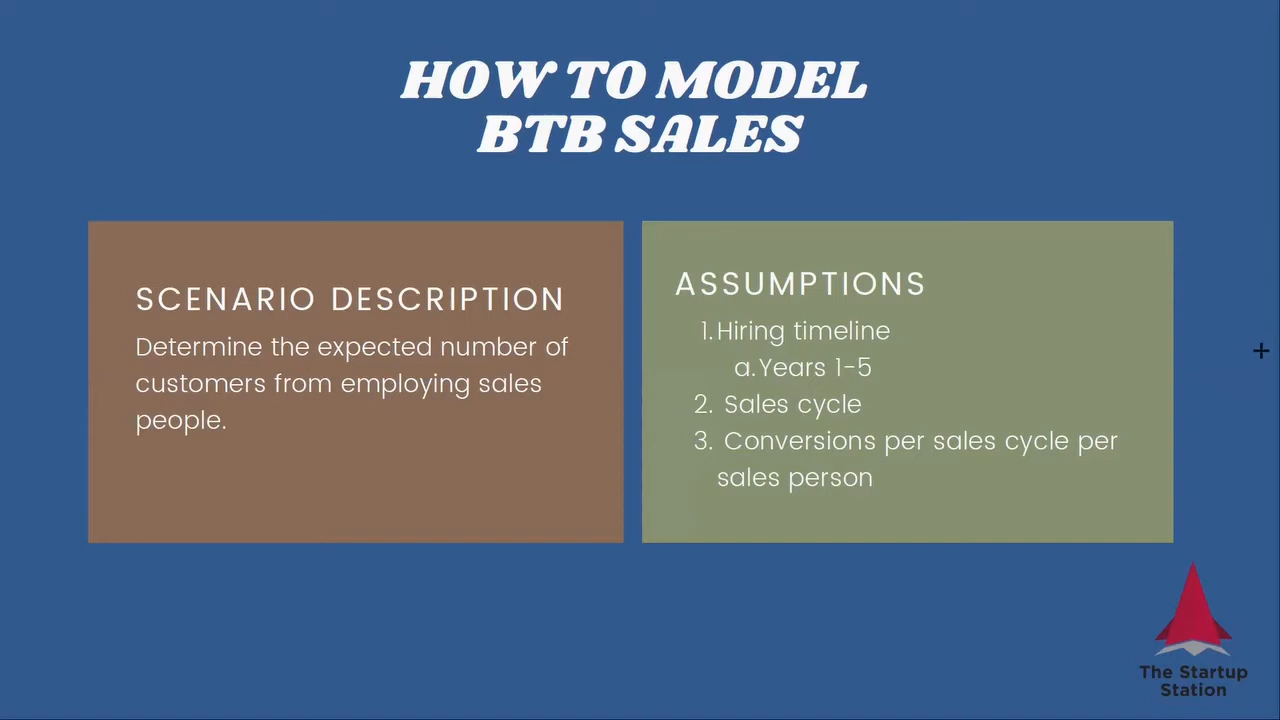 HOW TO MODEL
BTB SALES
SCENARIO DESCRIPTION
Determine the expected number of
customers from employing sales
people.
ASSUMPTIONS
1. Hiring timeline
a. Years 1-5
2. Sales cycle
3. Conversions per sales cycle per
sales person
The Startup
Station